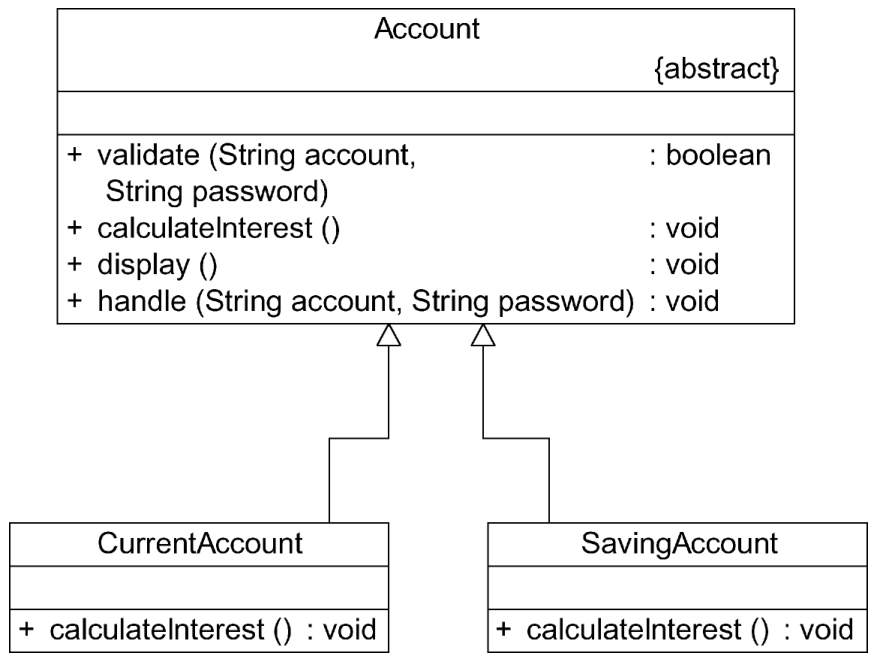 Account
{abstract}
+ validate (String account, : boolean
String password)
+ calculateInterest () : void
+ display () : void
+ handle (String account, String password) : void
CurrentAccount
+ calculateInterest () : void
SavingAccount
+ calculateInterest () : void